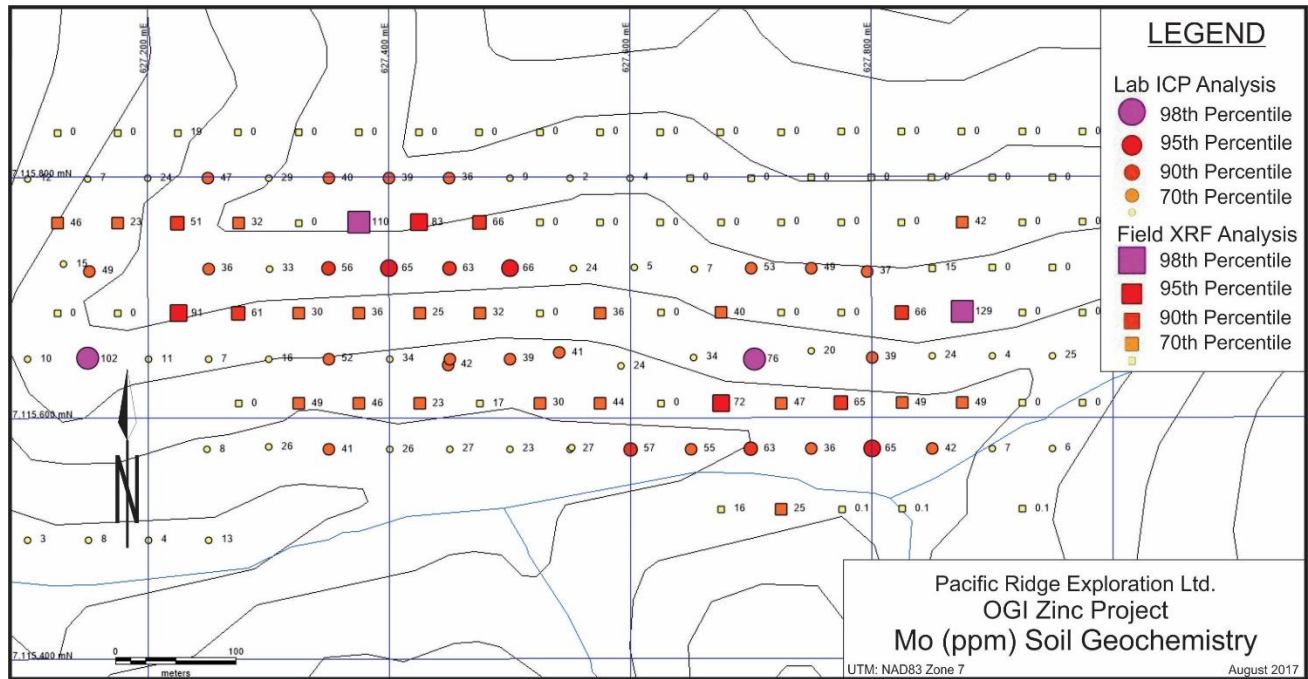 627.200 mE 627.400 mE 627.600 mE 627.800 mE
LEGEND
Lab ICP Analysis
98th Percentile
95th Percentile
90th Percentile
70th Percentile
Field XRF Analysis
98th Percentile
95th Percentile
90th Percentile
70th Percentile
0 0 19 0 0 0 0 0 0 0 0 0 0 0 0 0 0 0
7.115.800 mN
12 7 24 47 29 40 39 36 9 2 4 0 0 0 0 0 0 0
46 23 51 32 0 110 83 66 0 0 0 0 0 0 0 42 0 0
15 49 36 33 56 65 63 66 24 5 7 53 49 37 15 0 0
0 0 91 61 30 36 25 32 0 36 0 40 0 0 66 129 0 0
10 102 11 7 16 52 34 42 39 41 24 34 76 20 39 24 4 25
7.115.600 mN
0 49 46 23 17 30 44 0 72 47 65 49 49 0 0
8 26 41 26 27 23 27 57 55 63 36 65 42 7 6
N
16 25 0.1 0.1 0.1
3 8 4 13
7.115.400 mN
0 100
meters
Pacific Ridge Exploration Ltd.
OGI Zinc Project
Mo (ppm) Soil Geochemistry
UTM: NAD83 Zone 7 August 2017